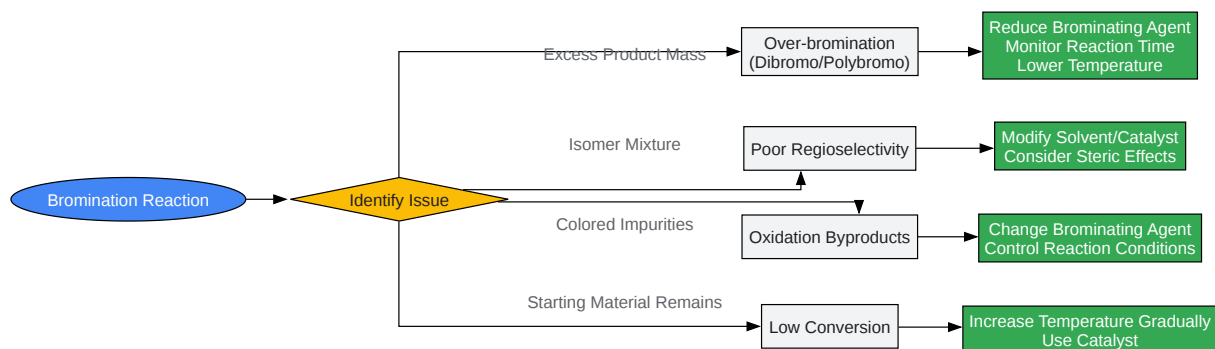 Bromination Reaction
Identify Issue
Excess Product Mass
Over-bromination
(Dibromo/Polybromo)
Reduce Brominating Agent
Monitor Reaction Time
Lower Temperature
Isomer Mixture
Poor Regioselectivity
Modify Solvent/Catalyst
Consider Steric Effects
Colored Impurities
Oxidation Byproducts
Change Brominating Agent
Control Reaction Conditions
Starting Material Remains
Low Conversion
Increase Temperature Gradually
Use Catalyst